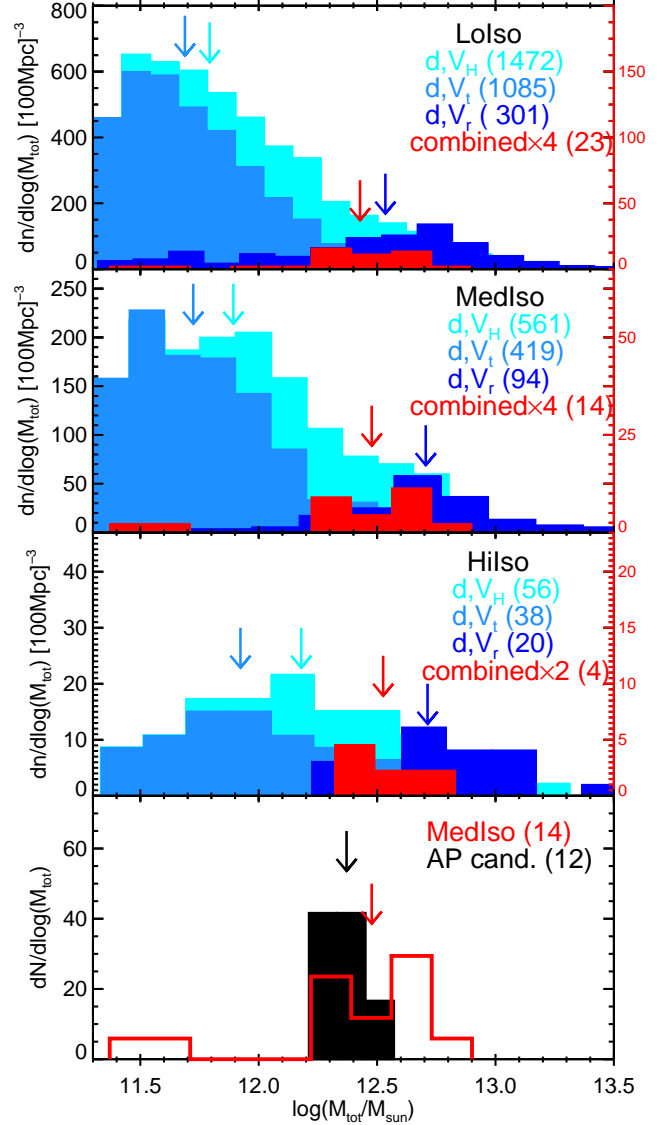 800
600
400
200
0
dn/dlog(M_tot) [100Mpc]^-3
LoIso
d,V_H (1472)
d,V_t (1085)
d,V_r ( 301)
combined×4 (23)
150
100
50
0
250
200
150
100
50
0
dn/dlog(M_tot) [100Mpc]^-3
MedIso
d,V_H (561)
d,V_t (419)
d,V_r (94)
combined×4 (14)
50
25
0
40
30
20
10
0
dn/dlog(M_tot) [100Mpc]^-3
HiIso
d,V_H (56)
d,V_t (38)
d,V_r (20)
combined×2 (4)
20
15
10
5
0
60
40
20
0
dN/dlog(M_tot)
MedIso (14)
AP cand. (12)
11.5 12.0 12.5 13.0 13.5
log(M_tot/M_sun)